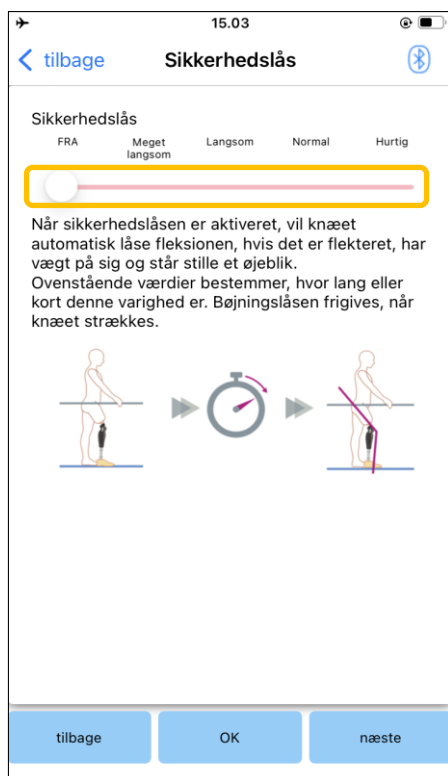 15.03
tilbage
Sikkerhedslås
Sikkerhedslås
FRA
Meget
langsom
Langsom
Normal
Hurtig
Når sikkerhedslåsen er aktiveret, vil knæet
automatisk låse fleksionen, hvis det er flekteret, har
vægt på sig og står stille et øjeblik.
Ovenstående værdier bestemmer, hvor lang eller
kort denne varighed er. Bøjningslåsen frigives, når
knæet strækkes.
tilbage
OK
næste